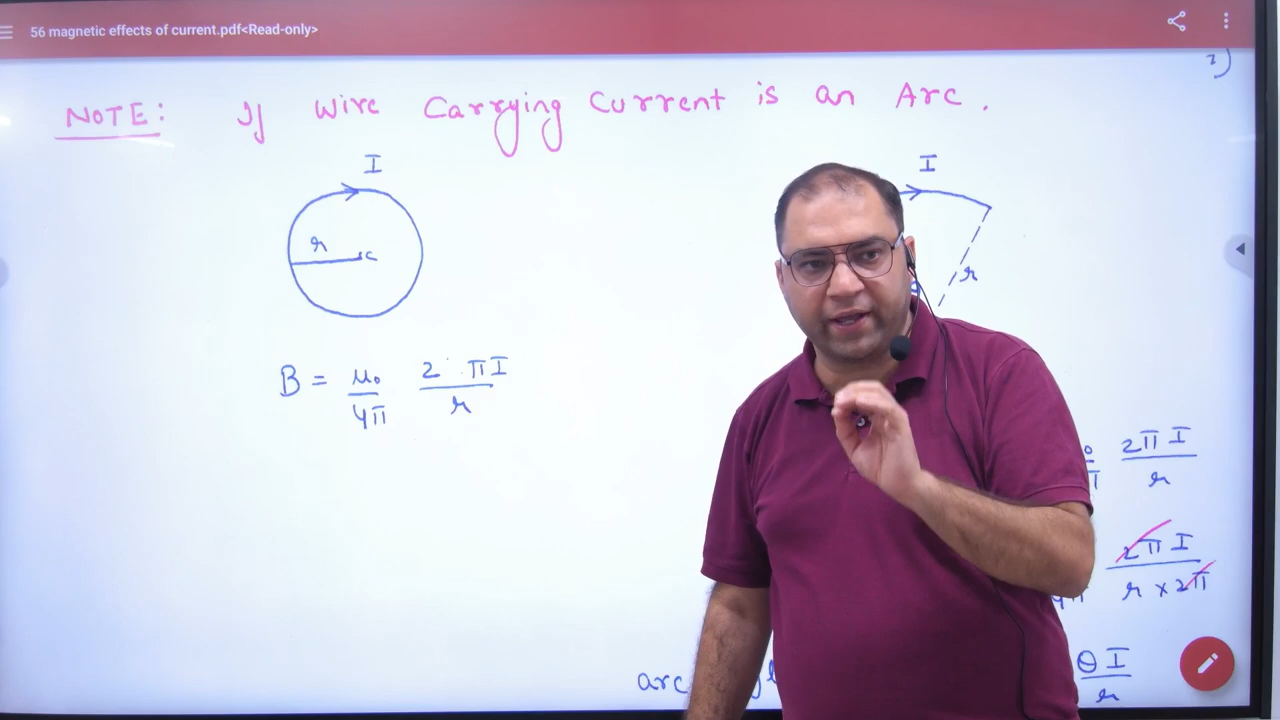 56 magnetic effects of current.pdf<Read-only>
NOTE: If wire Carrying Current is an Arc.
I
r
c
B = μ₀/4π 2πI/r
I
r
2πI/r
2πI/r×2π
arc
θI/r